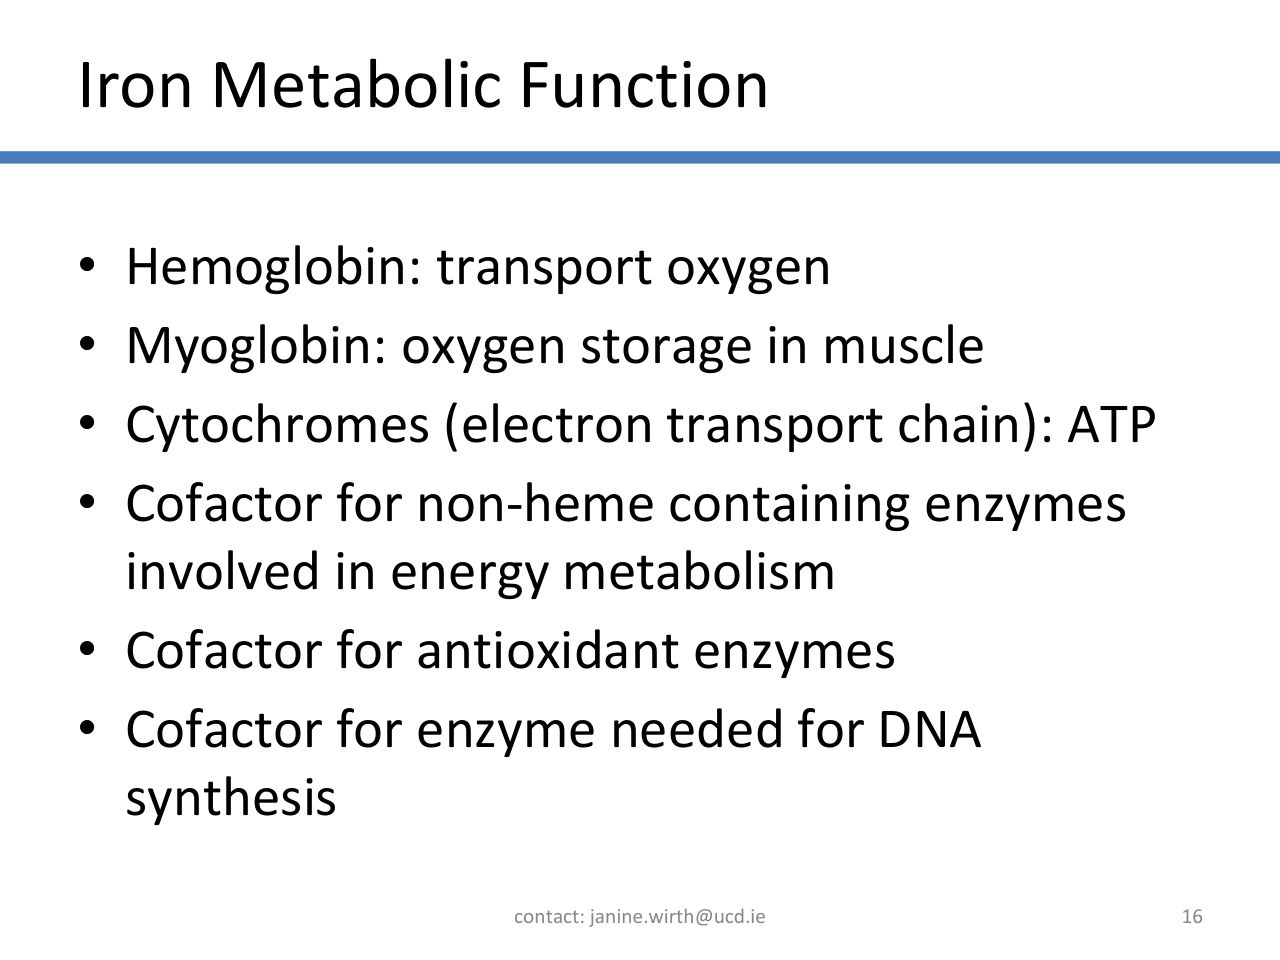 Iron Metabolic Function
• Hemoglobin: transport oxygen
• Myoglobin: oxygen storage in muscle
• Cytochromes (electron transport chain): ATP
• Cofactor for non-heme containing enzymes
involved in energy metabolism
• Cofactor for antioxidant enzymes
• Cofactor for enzyme needed for DNA
synthesis
contact: janine.wirth@ucd.ie
16